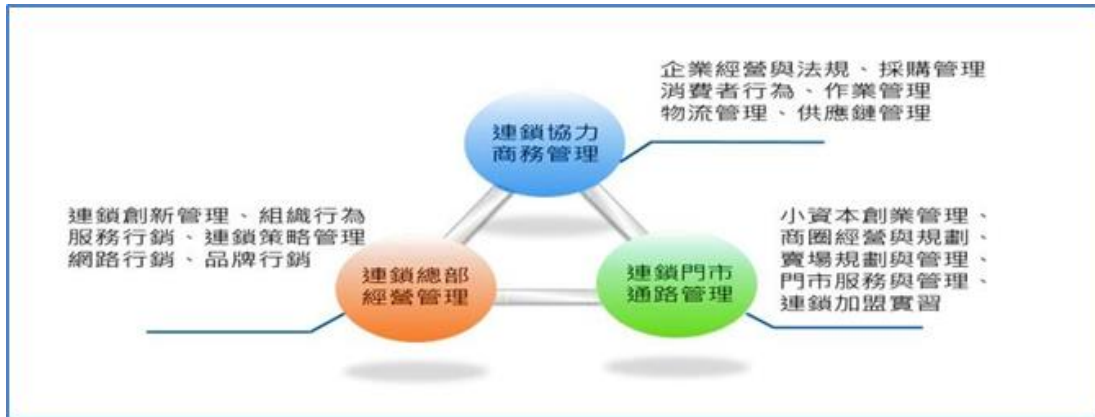 企業經營與法規、採購管理
消費者行為、作業管理
物流管理、供應鏈管理
連鎖協力
商務管理
連鎖創新管理、組織行為
服務行銷、連鎖策略管理
網路行銷、品牌行銷
連鎖總部
經營管理
連鎖門市
通路管理
小資本創業管理、
商圈經營與規劃、
賣場規劃與管理、
門市服務與管理、
連鎖加盟實習